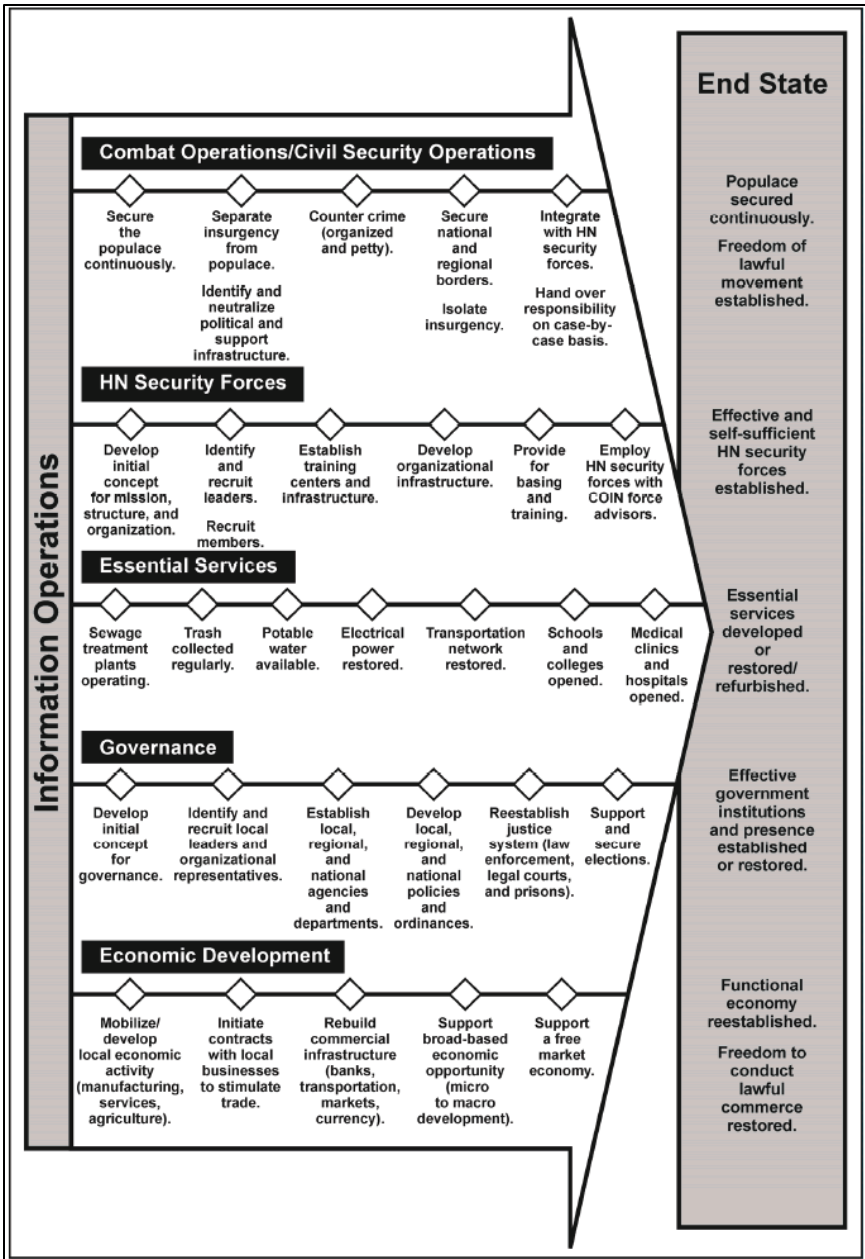 Information Operations
Combat Operations/Civil Security Operations
Secure
the
populace
continuously.
Separate
insurgency
from
populace.
Identify and
neutralize
political and
support
infrastructure.
Counter crime
(organized
and petty).
Secure
national
and
regional
borders.
Isolate
insurgency.
Integrate
with HN
security
forces.
Hand over
responsibility
on case-by-
case basis.
HN Security Forces
Develop
initial
concept
for mission,
structure, and
organization.
Identify
and
recruit
leaders.
Recruit
members.
Establish
training
centers and
infrastructure.
Develop
organizational
infrastructure.
Provide
for
basing
and
training.
Employ
HN security
forces with
COIN force
advisors.
Essential Services
Sewage
treatment
plants
operating.
Trash
collected
regularly.
Potable
water
available.
Electrical
power
restored.
Transportation
network
restored.
Schools
and
colleges
opened.
Medical
clinics
and
hospitals
opened.
Governance
Develop
initial
concept
for
governance.
Identify and
recruit local
leaders and
organizational
representatives.
Establish
local,
regional,
and
national
agencies
and
departments.
Develop
local,
regional,
and
national
policies
and
ordinances.
Reestablish
justice
system (law
enforcement,
legal courts,
and prisons).
Support
and
secure
elections.
Economic Development
Mobilize/
develop
local economic
activity
(manufacturing,
services,
agriculture).
Initiate
contracts
with local
businesses
to stimulate
trade.
Rebuild
commercial
infrastructure
(banks,
transportation,
markets,
currency).
Support
broad-based
economic
opportunity
(micro
to macro
development).
Support
a free
market
economy.
End State
Populace
secured
continuously.
Freedom of
lawful
movement
established.
Effective and
self-sufficient
HN security
forces
established.
Essential
services
developed
or
restored/
refurbished.
Effective
government
institutions
and presence
established
or restored.
Functional
economy
reestablished.
Freedom to
conduct
lawful
commerce
restored.